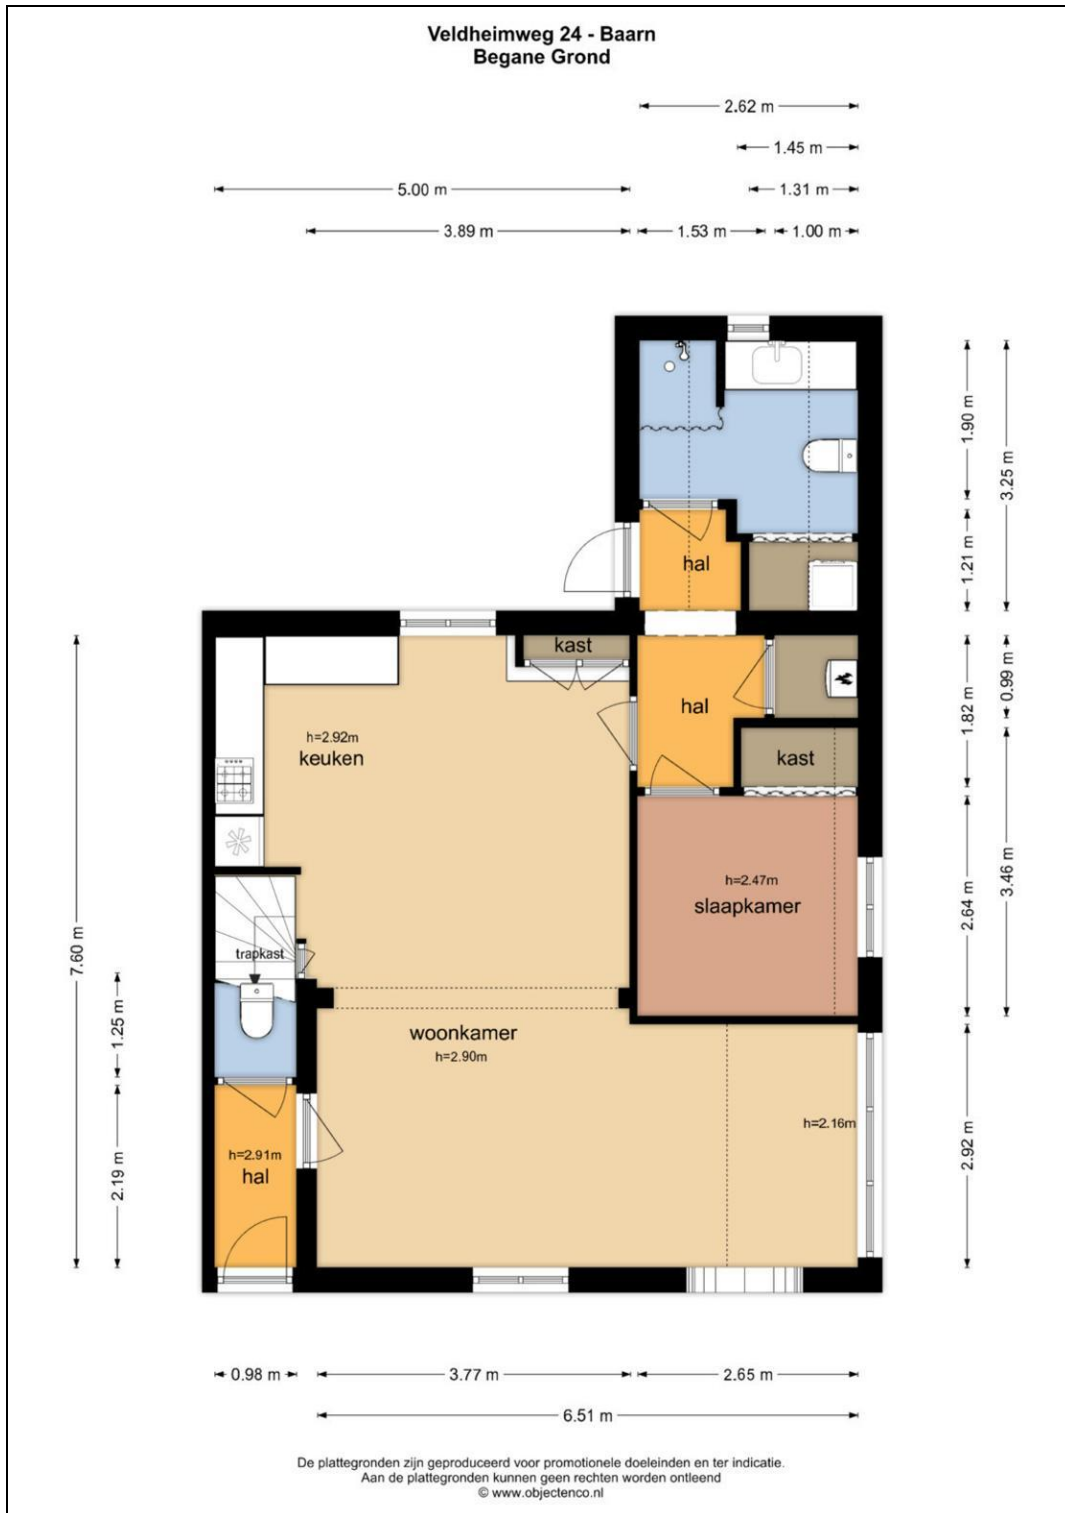 Veldheimweg 24 - Baarn
Begane Grond
2.62 m
1.45 m
5.00 m
1.31 m
3.89 m
1.53 m
1.00 m
1.90 m
3.25 m
1.21 m
hal
kast
0.99 m
1.82 m
hal
h=2.92m
keuken
kast
h=2.47m
slaapkamer
3.46 m
2.64 m
7.60 m
trapkast
1.25 m
woonkamer
h=2.90m
h=2.16m
2.92 m
h=2.91m
hal
2.19 m
0.98 m
3.77 m
2.65 m
6.51 m
De plattegronden zijn geproduceerd voor promotionele doeleinden en ter indicatie.
Aan de plattegronden kunnen geen rechten worden ontleend
© www.objectenco.nl